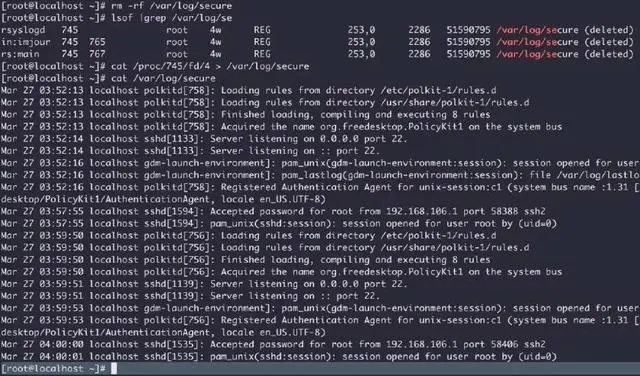 [root@localhost ~]# rm -rf /var/log/secure
[root@localhost ~]# lsof |grep /var/log/se
rsyslogd 745 root 4w REG 253,0 2286 51590795 /var/log/secure (deleted)
in:imjour 745 765 root 4w REG 253,0 2286 51590795 /var/log/secure (deleted)
rs:main 745 767 root 4w REG 253,0 2286 51590795 /var/log/secure (deleted)
[root@localhost ~]# cat /proc/745/fd/4 > /var/log/secure
[root@localhost ~]# cat /var/log/secure
Mar 27 03:52:13 localhost polkitd[758]: Loading rules from directory /etc/polkit-1/rules.d
Mar 27 03:52:13 localhost polkitd[758]: Loading rules from directory /usr/share/polkit-1/rules.d
Mar 27 03:52:13 localhost polkitd[758]: Finished loading, compiling and executing 8 rules
Mar 27 03:52:13 localhost polkitd[758]: Acquired the name org.freedesktop.PolicyKit1 on the system bus
Mar 27 03:52:14 localhost sshd[1133]: Server listening on 0.0.0.0 port 22.
Mar 27 03:52:14 localhost sshd[1133]: Server listening on :: port 22.
Mar 27 03:52:16 localhost gdm-launch-environment]: pam_unix(gdm-launch-environment:session): session opened for user
Mar 27 03:52:16 localhost gdm-launch-environment]: pam_lastlog(gdm-launch-environment:session): file /var/log/lastlo
Mar 27 03:52:16 localhost polkitd[758]: Registered Authentication Agent for unix-session:c1 (system bus name :1.31 [
desktop/PolicyKit1/AuthenticationAgent, locale en_US.UTF-8)
Mar 27 03:57:55 localhost sshd[1594]: Accepted password for root from 192.168.106.1 port 58388 ssh2
Mar 27 03:57:55 localhost sshd[1594]: pam_unix(sshd:session): session opened for user root by (uid=0)
Mar 27 03:59:50 localhost polkitd[756]: Loading rules from directory /etc/polkit-1/rules.d
Mar 27 03:59:50 localhost polkitd[756]: Loading rules from directory /usr/share/polkit-1/rules.d
Mar 27 03:59:50 localhost polkitd[756]: Finished loading, compiling and executing 8 rules
Mar 27 03:59:50 localhost polkitd[756]: Acquired the name org.freedesktop.PolicyKit1 on the system bus
Mar 27 03:59:51 localhost sshd[1139]: Server listening on 0.0.0.0 port 22.
Mar 27 03:59:51 localhost sshd[1139]: Server listening on :: port 22.
Mar 27 03:59:53 localhost gdm-launch-environment]: pam_unix(gdm-launch-environment:session): session opened for user
Mar 27 03:59:53 localhost polkitd[756]: Registered Authentication Agent for unix-session:c1 (system bus name :1.31 [
desktop/PolicyKit1/AuthenticationAgent, locale en_US.UTF-8)
Mar 27 04:00:00 localhost sshd[1535]: Accepted password for root from 192.168.106.1 port 58406 ssh2
Mar 27 04:00:01 localhost sshd[1535]: pam_unix(sshd:session): session opened for user root by (uid=0)
[root@localhost ~]#